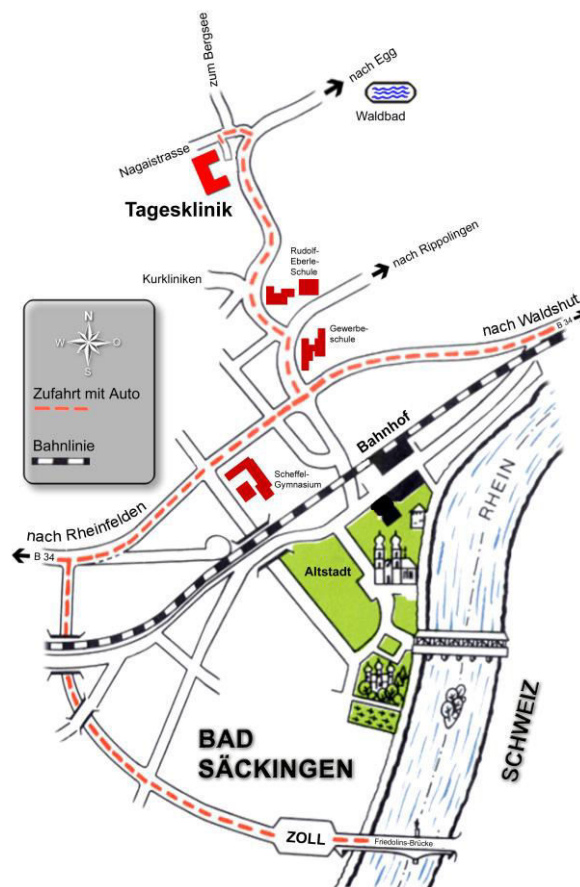 zum Bergsee
nach Egg
Waldbad
Nagaistrasse
Tagesklinik
Rudolf-
Eberle-
Schule
nach Rippolingen
Kurkliniken
Gewerbe-
schule
nach Waldshut
B 34
N
W
O
S
Zufahrt mit Auto
Bahnlinie
Bahnhof
Scheffel-
Gymnasium
RHEIN
nach Rheinfelden
B 34
Altstadt
SCHWEIZ
BAD
SÄCKINGEN
ZOLL
Friedolins-Brücke